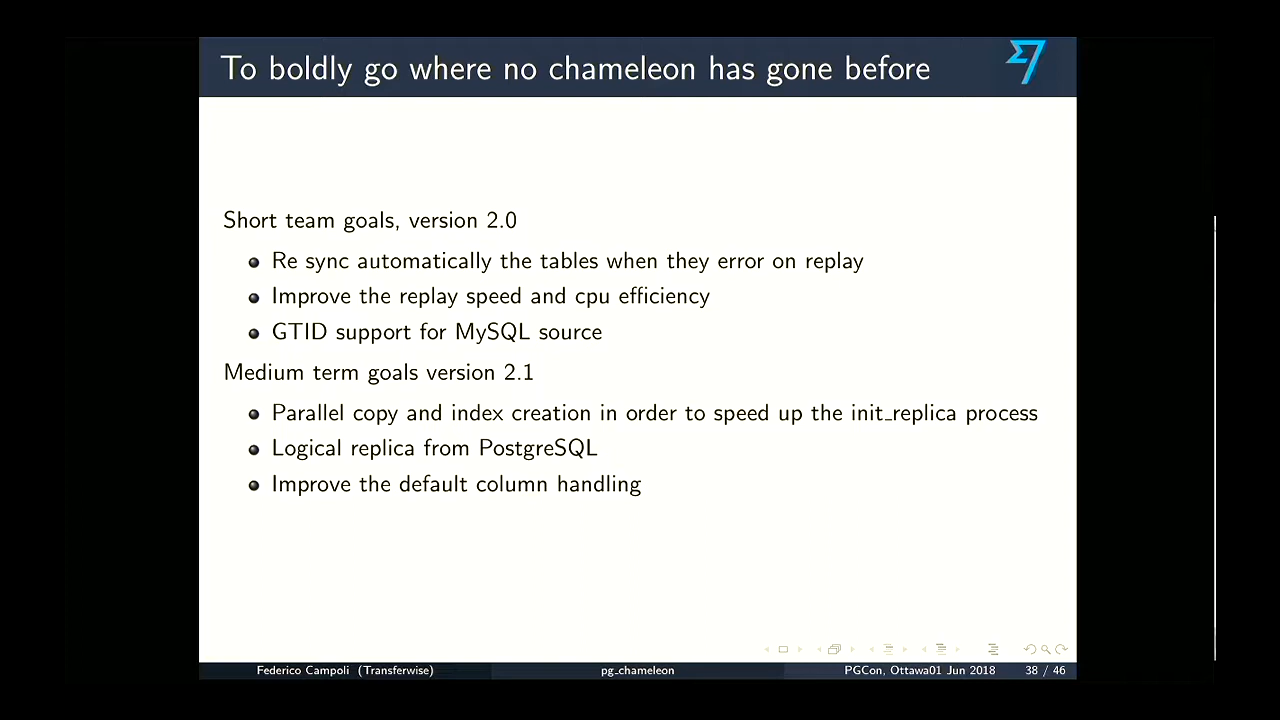 To boldly go where no chameleon has gone before
Short team goals, version 2.0
Re sync automatically the tables when they error on replay
Improve the replay speed and cpu efficiency
GTID support for MySQL source
Medium term goals version 2.1
Parallel copy and index creation in order to speed up the init_replica process
Logical replica from PostgreSQL
Improve the default column handling
Federico Campoli (Transferwise)
pg_chameleon
PGCon, Ottawa01 Jun 2018
38 / 46